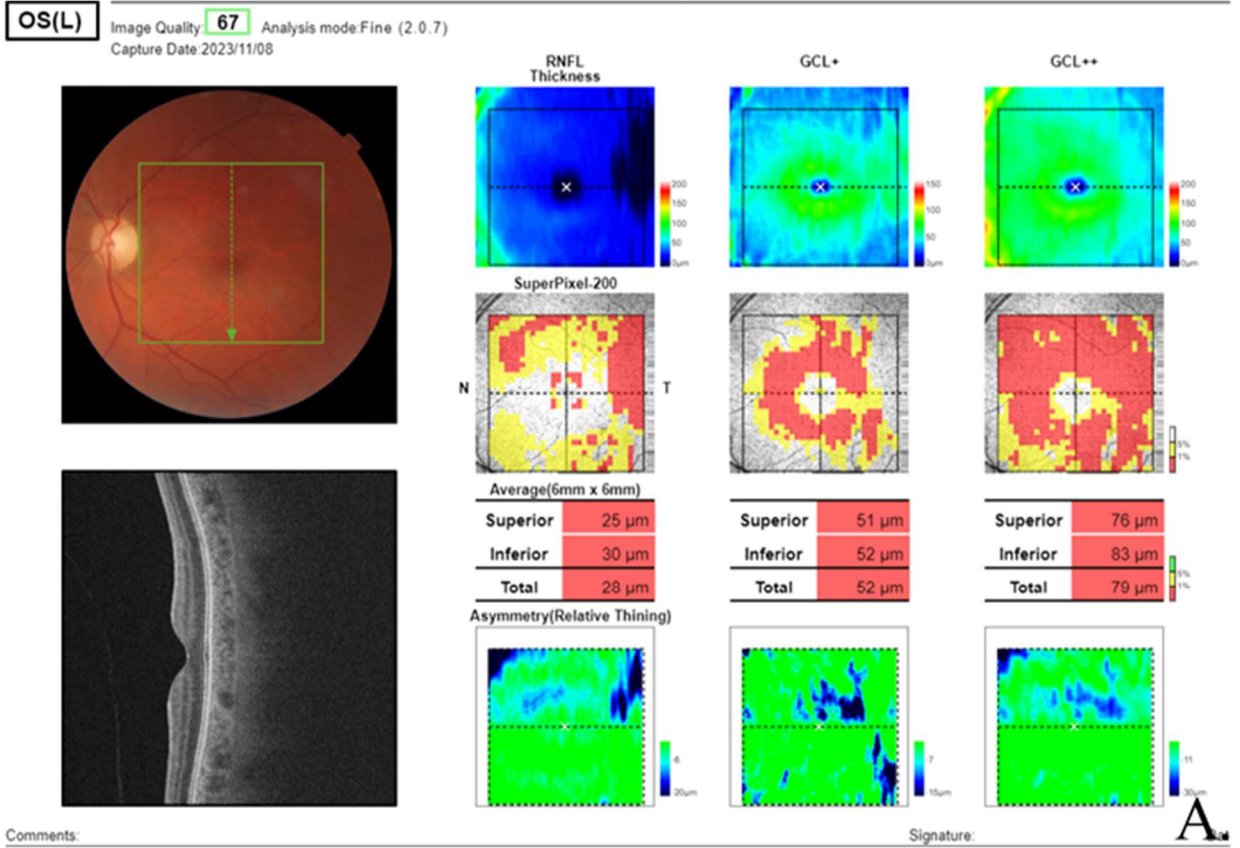 OS(L)
Image Quality: 67 Analysis mode:Fine (2.0.7)
Capture Date:2023/11/08
RNFL
Thickness
GCL+
GCL++
200
150
100
50
0μm
150
100
50
0μm
200
150
100
50
0μm
SuperPixel-200
N
T
5%
1%
Average(6mm x 6mm)
Superior 25 μm
Inferior 30 μm
Total 28 μm
Superior 51 μm
Inferior 52 μm
Total 52 μm
Superior 76 μm
Inferior 83 μm
Total 79 μm
5%
1%
Asymmetry(Relative Thining)
-6
-20μm
-7
-15μm
-11
-30μm
Comments:
Signature:
A.